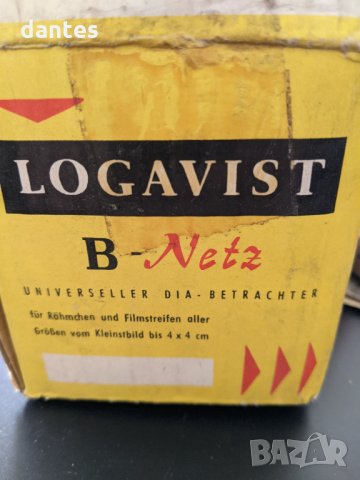 dantes
LOGAVIST
B-Netz
UNIVERSELLER DIA-BETRACHTER
für Röhmchen und Filmstreifen aller
Größen vom Kleinstbild bis 4 x 4 cm
BAZAR